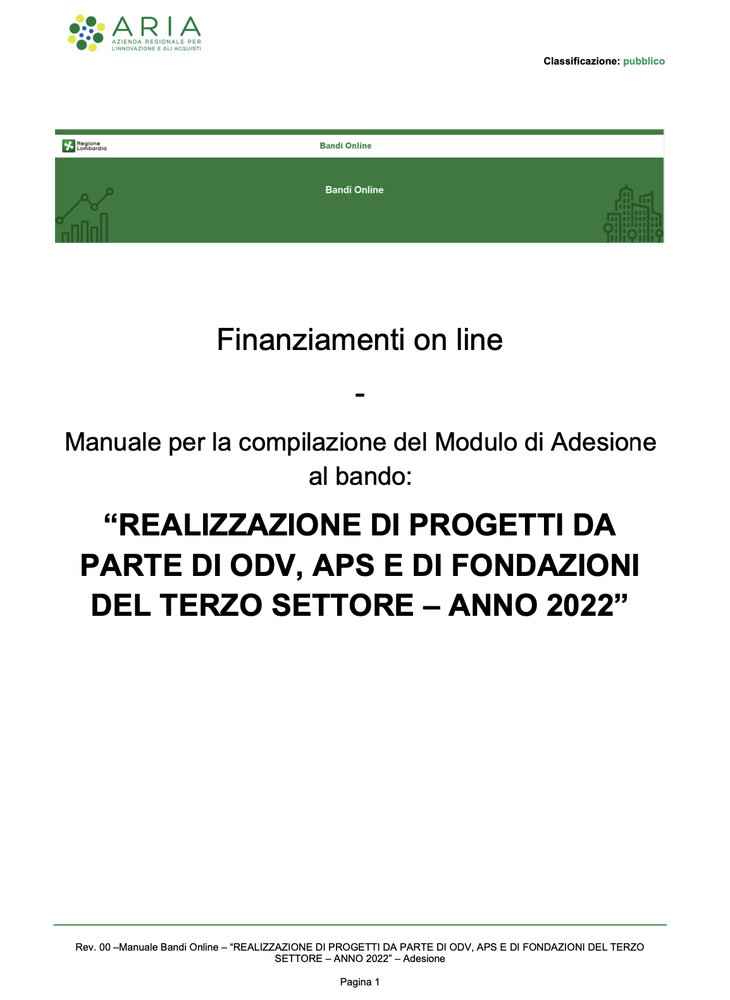 ARIA
AZIENDA REGIONALE PER
L'INNOVAZIONE E GLI ACQUISTI
Classificazione: pubblico
Regione
Lombardia
Bandi Online
Bandi Online
Finanziamenti on line
-
Manuale per la compilazione del Modulo di Adesione
al bando:
“REALIZZAZIONE DI PROGETTI DA
PARTE DI ODV, APS E DI FONDAZIONI
DEL TERZO SETTORE – ANNO 2022”
Rev. 00 –Manuale Bandi Online – “REALIZZAZIONE DI PROGETTI DA PARTE DI ODV, APS E DI FONDAZIONI DEL TERZO
SETTORE – ANNO 2022” – Adesione
Pagina 1